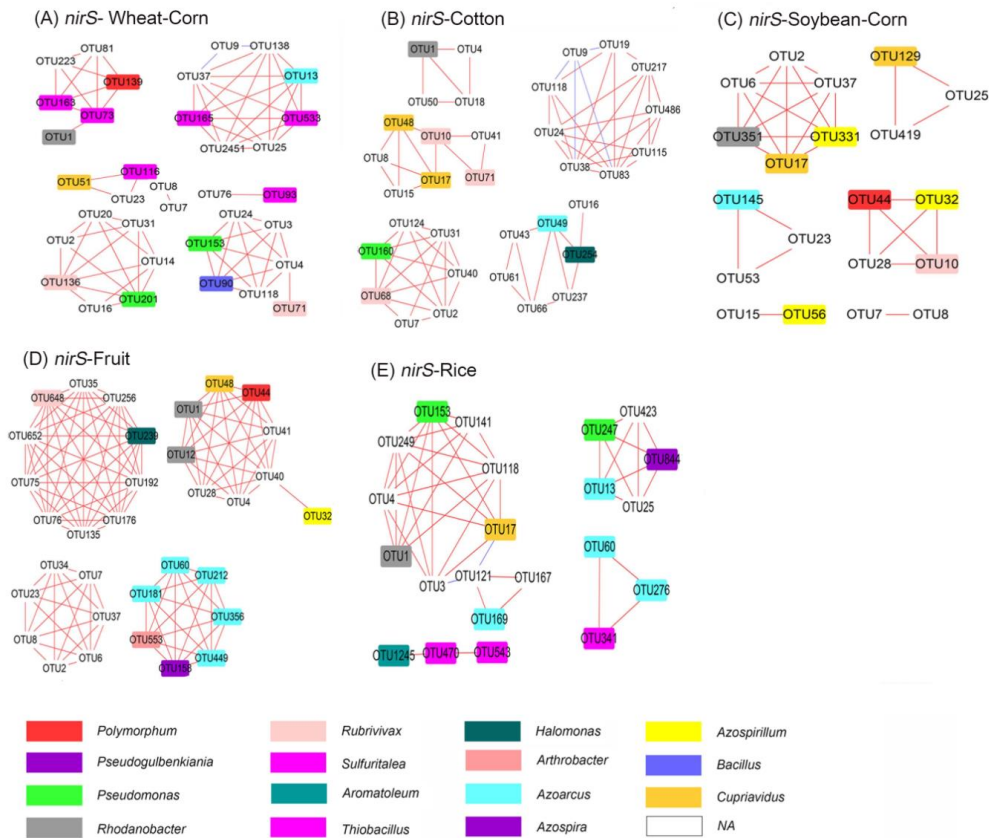 (A) nirS- Wheat-Corn
OTU81
OTU223
OTU139
OTU163
OTU73
OTU1
OTU9
OTU138
OTU37
OTU13
OTU165
OTU533
OTU2451
OTU25
OTU116
OTU51
OTU23
OTU8
OTU7
OTU76
OTU93
OTU20
OTU31
OTU2
OTU14
OTU136
OTU201
OTU16
OTU24
OTU3
OTU153
OTU4
OTU90
OTU118
OTU71
(B) nirS-Cotton
OTU1
OTU4
OTU50
OTU18
OTU48
OTU10
OTU41
OTU8
OTU17
OTU71
OTU15
OTU19
OTU9
OTU217
OTU118
OTU486
OTU24
OTU115
OTU38
OTU83
OTU124
OTU31
OTU160
OTU40
OTU68
OTU2
OTU7
OTU16
OTU49
OTU43
OTU254
OTU61
OTU237
OTU66
(C) nirS-Soybean-Corn
OTU2
OTU6
OTU37
OTU351
OTU331
OTU17
OTU129
OTU25
OTU419
OTU145
OTU23
OTU53
OTU44
OTU32
OTU28
OTU10
OTU15
OTU56
OTU7
OTU8
(D) nirS-Fruit
OTU35
OTU648
OTU256
OTU652
OTU239
OTU75
OTU192
OTU76
OTU176
OTU135
OTU48
OTU44
OTU1
OTU41
OTU12
OTU40
OTU28
OTU4
OTU32
OTU34
OTU7
OTU23
OTU37
OTU8
OTU6
OTU2
OTU60
OTU212
OTU181
OTU356
OTU553
OTU449
(E) nirS-Rice
OTU153
OTU141
OTU249
OTU118
OTU4
OTU17
OTU1
OTU3
OTU121
OTU167
OTU169
OTU1245
OTU470
OTU543
OTU423
OTU247
OTU844
OTU13
OTU25
OTU60
OTU276
OTU341
Polymorphum
Rubrivivax
Halomonas
Azospirillum
Pseudogulbenkiania
Sulfuritalea
Arthrobacter
Bacillus
Pseudomonas
Aromatoleum
Azoarcus
Cupriavidus
Rhodanobacter
Thiobacillus
Azospira
NA